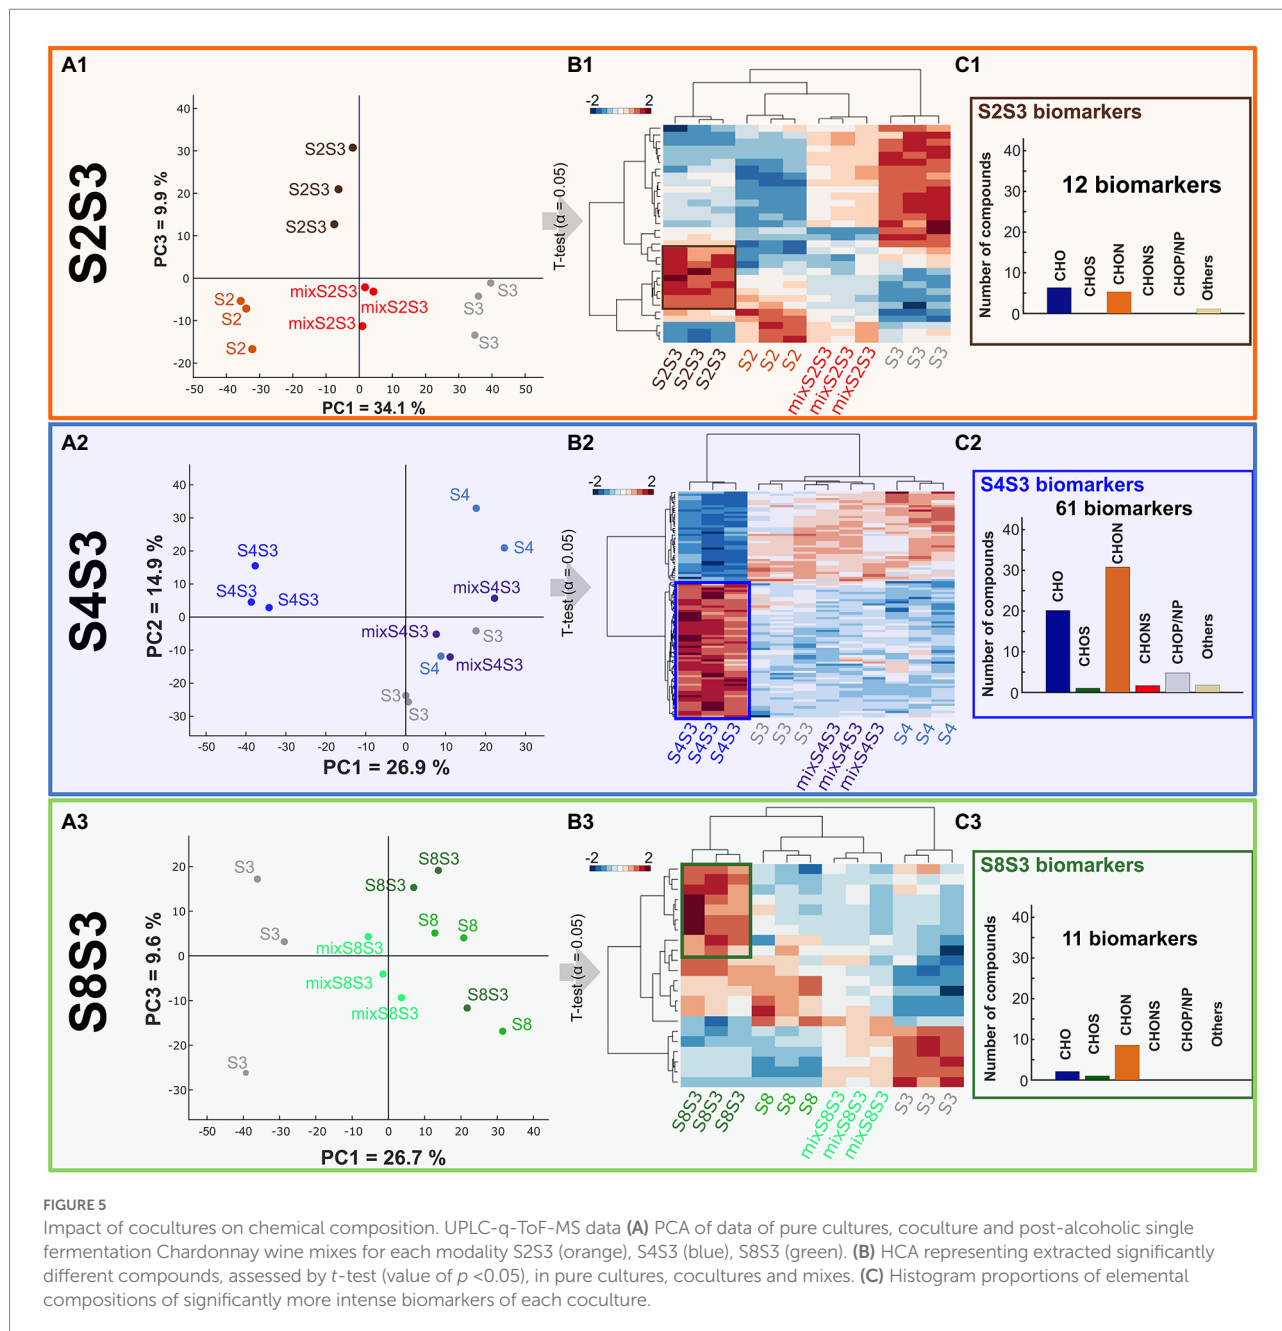 S2S3
A1
PC3 = 9.9 %
40
30
20
10
0
-10
-20
S2S3
S2S3
S2S3
mixS2S3
mixS2S3
mixS2S3
S2
S2
S2
S3
S3
S3
-50 -40 -30 -20 -10 0 10 20 30 40 50
PC1 = 34.1 %
T-test (α = 0.05)
B1
-2 2
S2S3 S2S3 S2S3 S2 S2 S2 mixS2S3 mixS2S3 mixS2S3 S3 S3 S3
C1
S2S3 biomarkers
12 biomarkers
Number of compounds
40
30
20
10
0
CHO CHOS CHON CHONS CHOP/NP Others
S4S3
A2
PC2 = 14.9 %
40
30
20
10
0
-10
-20
-30
S4
S4
S4S3
S4S3
S4S3
mixS4S3
mixS4S3
S3
S4
mixS4S3
S3
S3
-50 -40 -30 -20 -10 0 10 20 30
PC1 = 26.9 %
T-test (α = 0.05)
B2
-2 2
S4S3 S4S3 S4S3 S3 S3 S3 mixS4S3 mixS4S3 mixS4S3 S4 S4 S4
C2
S4S3 biomarkers
61 biomarkers
Number of compounds
40
30
20
10
0
CHO CHOS CHON CHONS CHOP/NP Others
S8S3
A3
PC3 = 9.6 %
20
10
0
-10
-20
-30
S3
S3
S3
S8S3
S8S3
S8
S8
mixS8S3
mixS8S3
mixS8S3
S8S3
S8
-50 -40 -30 -20 -10 0 10 20 30 40
PC1 = 26.7 %
T-test (α = 0.05)
B3
-2 2
S8S3 S8S3 S8S3 S8 S8 S8 mixS8S3 mixS8S3 mixS8S3 S3 S3 S3
C3
S8S3 biomarkers
11 biomarkers
Number of compounds
40
30
20
10
0
CHO CHOS CHON CHONS CHOP/NP Others
FIGURE 5
Impact of cocultures on chemical composition. UPLC-q-ToF-MS data (A) PCA of data of pure cultures, coculture and post-alcoholic single
fermentation Chardonnay wine mixes for each modality S2S3 (orange), S4S3 (blue), S8S3 (green). (B) HCA representing extracted significantly
different compounds, assessed by t-test (value of p <0.05), in pure cultures, cocultures and mixes. (C) Histogram proportions of elemental
compositions of significantly more intense biomarkers of each coculture.